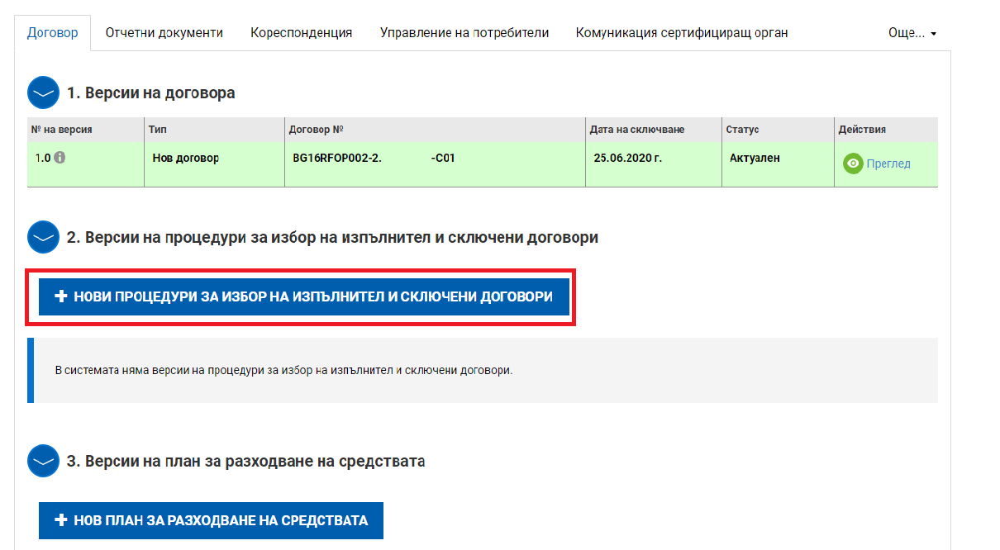 Договор Отчетни документи Кореспонденция Управление на потребители Комуникация сертифициращ орган Още...
1. Версии на договора
№ на версия Тип Договор № Дата на сключване Статус Действия
1.0 Нов договор BG16RFOP002-2. -C01 25.06.2020 г. Актуален Преглед
2. Версии на процедури за избор на изпълнител и сключени договори
+ НОВИ ПРОЦЕДУРИ ЗА ИЗБОР НА ИЗПЪЛНИТЕЛ И СКЛЮЧЕНИ ДОГОВОРИ
В системата няма версии на процедури за избор на изпълнител и сключени договори.
3. Версии на план за разходване на средствата
+ НОВ ПЛАН ЗА РАЗХОДВАНЕ НА СРЕДСТВАТА